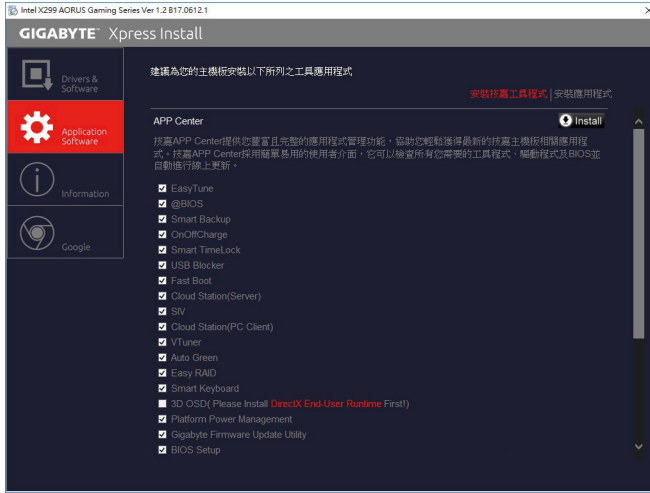 Intel X299 AORUS Gaming Series Ver 1.2 B17.0612.1
GIGABYTE™ Xpress Install
Drivers &
Software
Application
Software
Information
Google
建議為您的主機板安裝以下所列之工具應用程式
安裝技嘉工具程式 | 安裝應用程式
APP Center
Install
技嘉APP Center提供您豐富且完整的應用程式管理功能，協助您輕鬆獲得最新的技嘉主機板相關應用程
式。技嘉APP Center採用簡單易用的使用者介面，它可以檢查所有您需要的工具程式、驅動程式及BIOS並
自動進行線上更新。
EasyTune
@BIOS
Smart Backup
OnOffCharge
Smart TimeLock
USB Blocker
Fast Boot
Cloud Station(Server)
SIV
Cloud Station(PC Client)
VTuner
Auto Green
Easy RAID
Smart Keyboard
3D OSD( Please Install DirectX End-User Runtime First!)
Platform Power Management
Gigabyte Firmware Update Utility
BIOS Setup